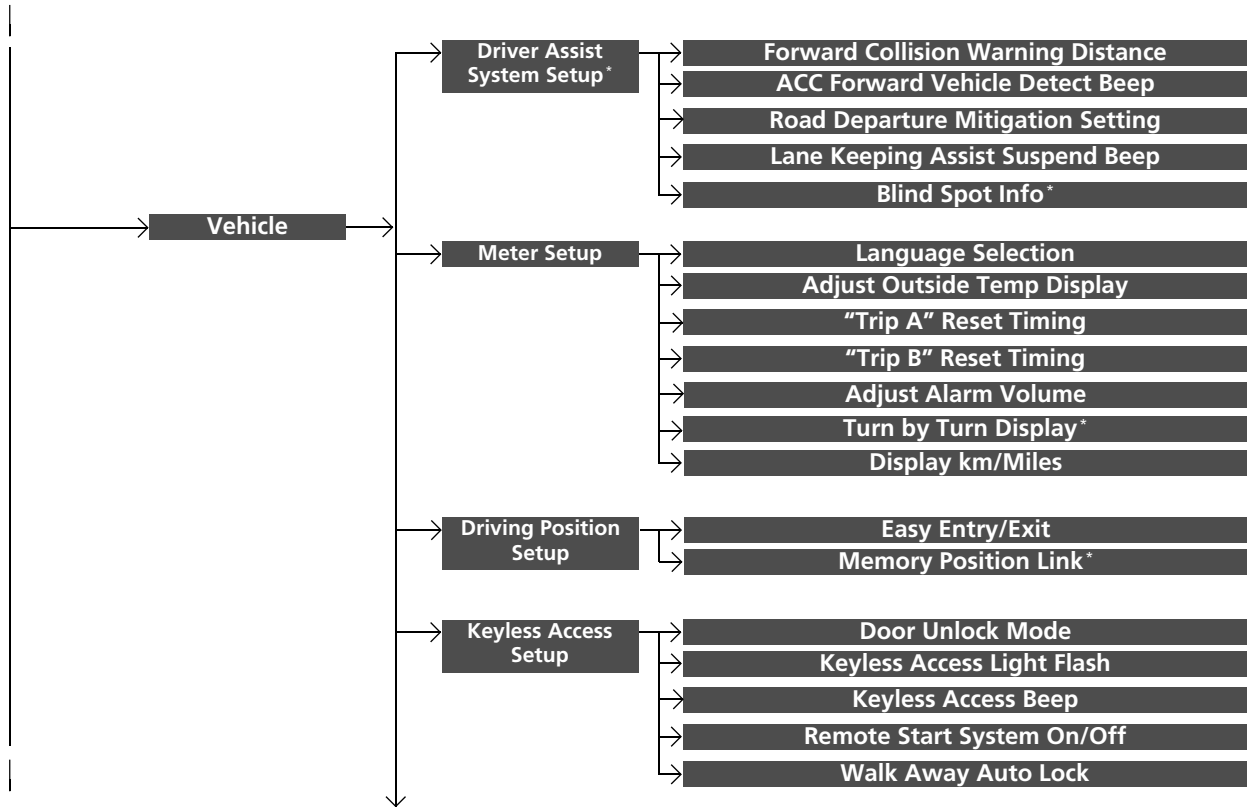 Vehicle
Driver Assist
System Setup*
Forward Collision Warning Distance
ACC Forward Vehicle Detect Beep
Road Departure Mitigation Setting
Lane Keeping Assist Suspend Beep
Blind Spot Info*
Meter Setup
Language Selection
Adjust Outside Temp Display
“Trip A” Reset Timing
“Trip B” Reset Timing
Adjust Alarm Volume
Turn by Turn Display*
Display km/Miles
Driving Position
Setup
Easy Entry/Exit
Memory Position Link*
Keyless Access
Setup
Door Unlock Mode
Keyless Access Light Flash
Keyless Access Beep
Remote Start System On/Off
Walk Away Auto Lock